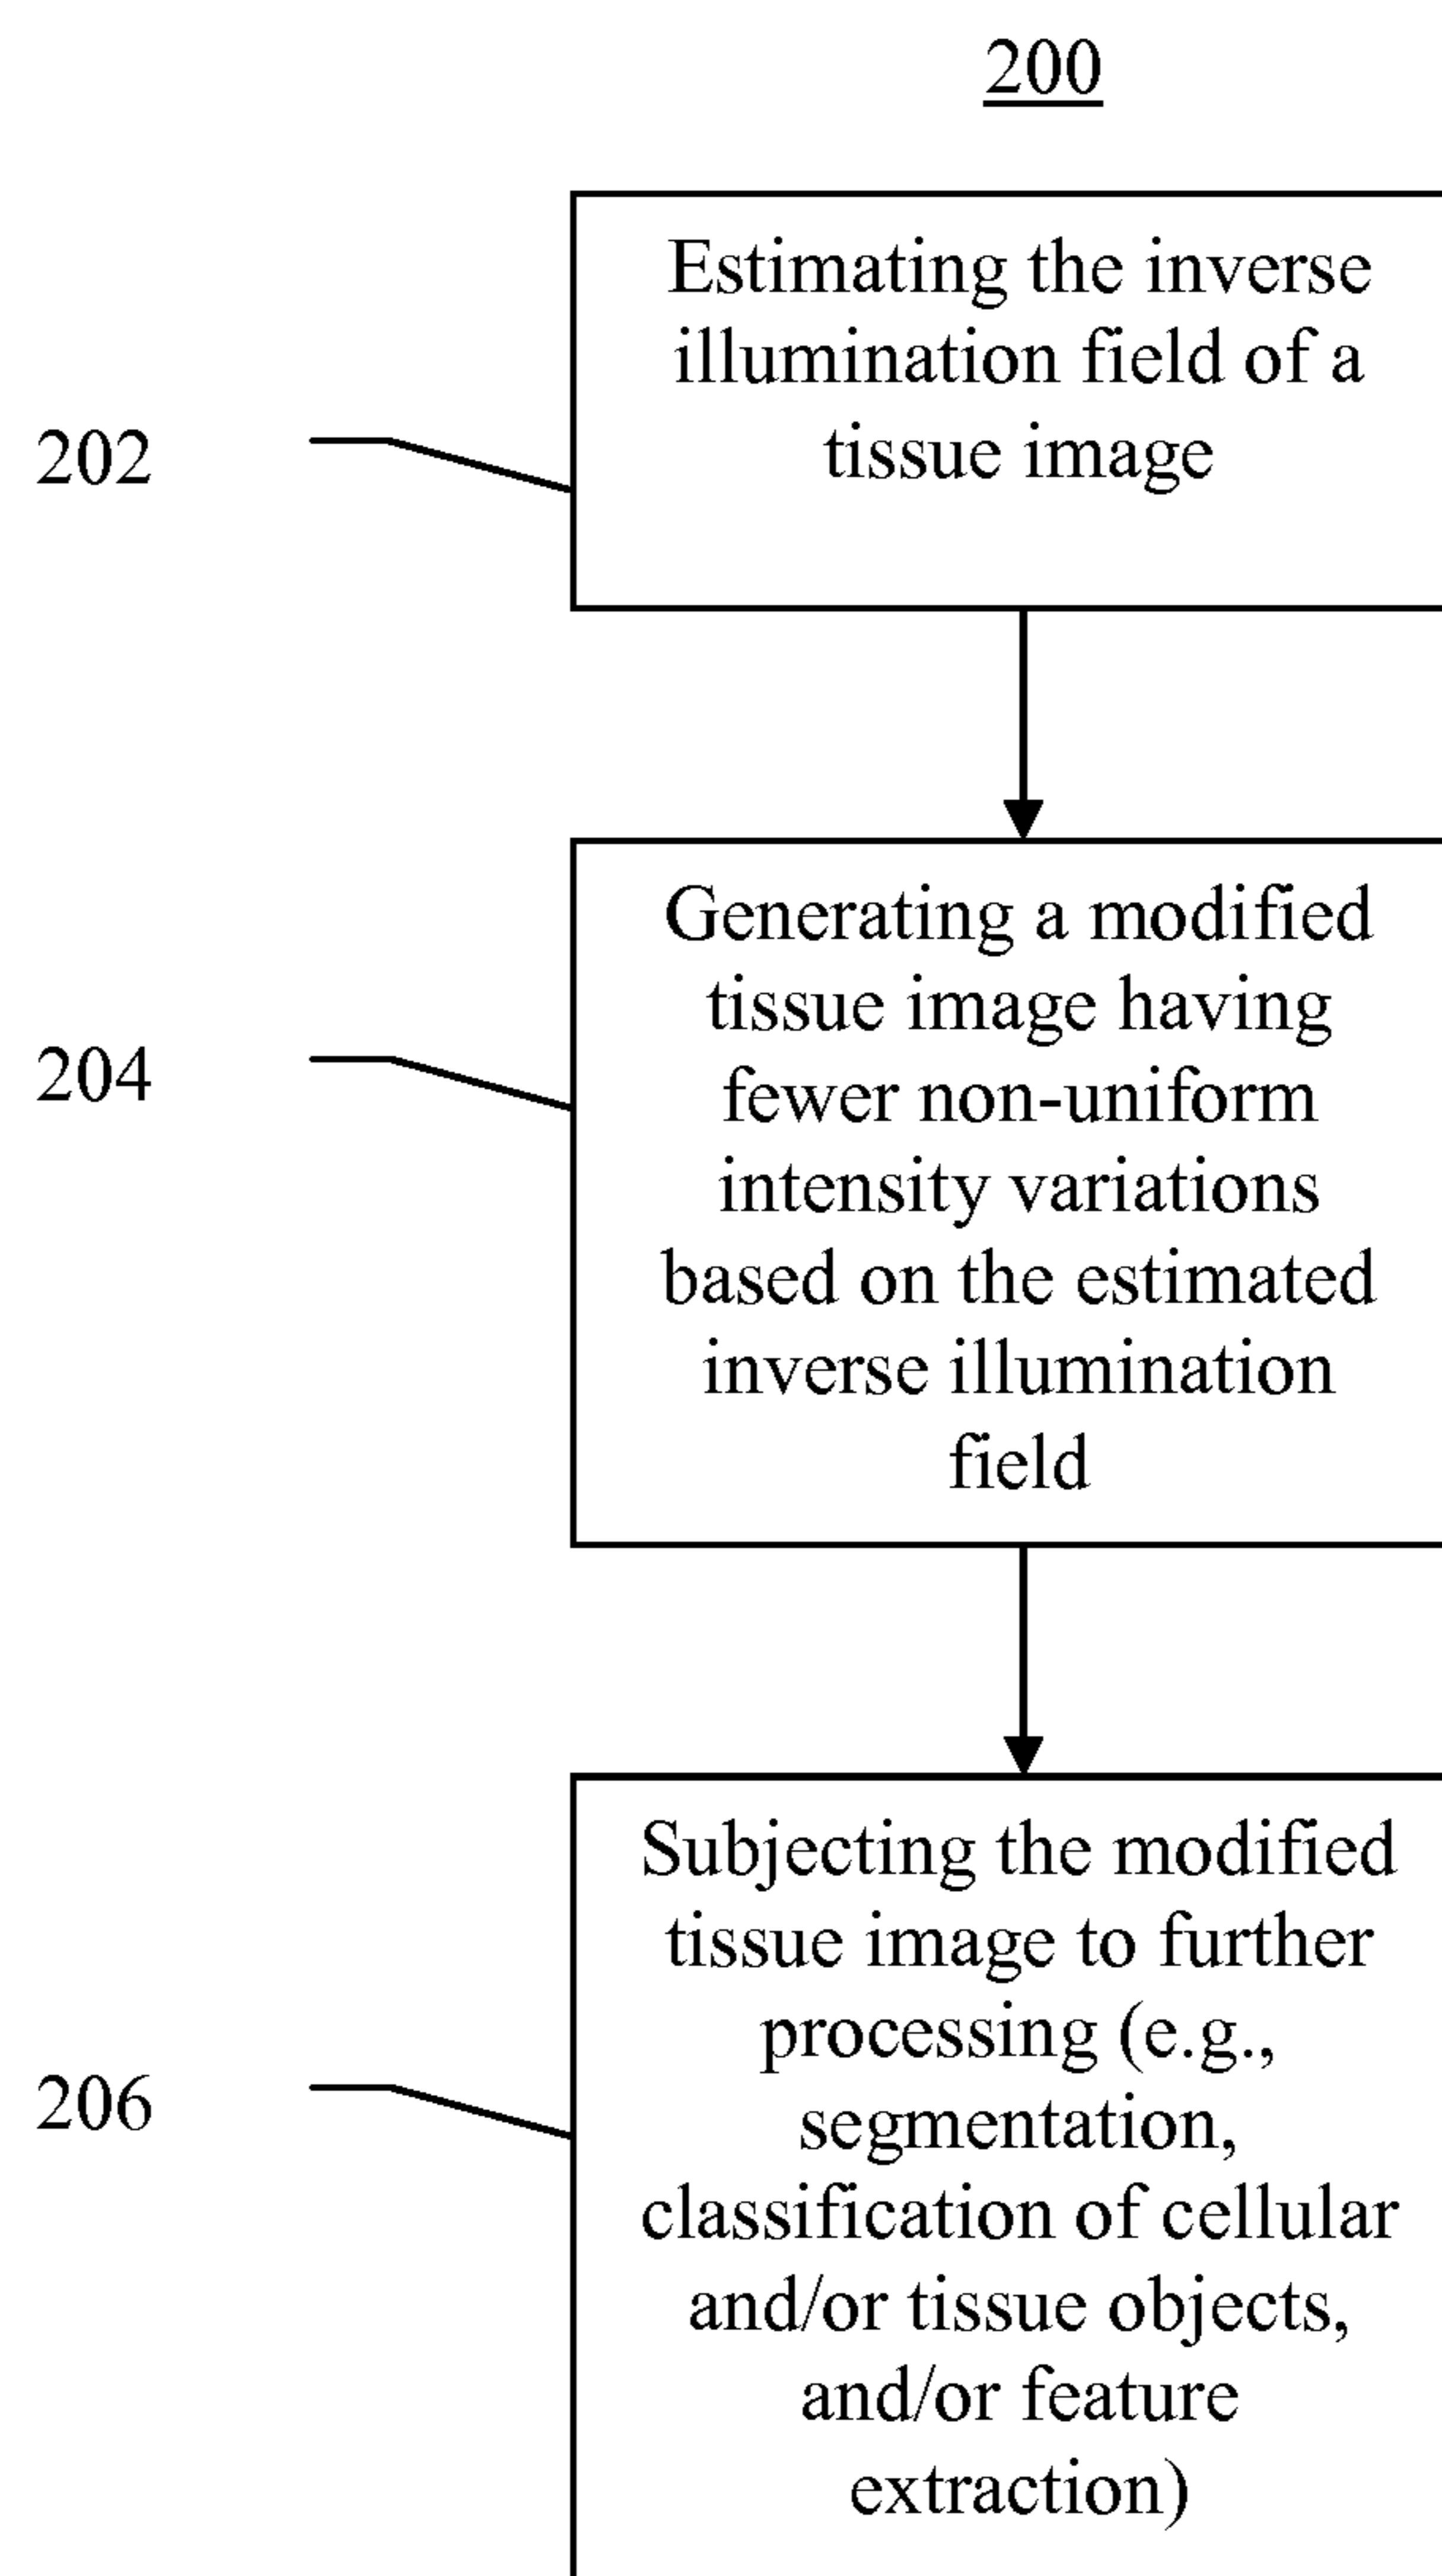 200
202
Estimating the inverse
illumination field of a
tissue image
204
Generating a modified
tissue image having
fewer non-uniform
intensity variations
based on the estimated
inverse illumination
field
206
Subjecting the modified
tissue image to further
processing (e.g.,
segmentation,
classification of cellular
and/or tissue objects,
and/or feature
extraction)